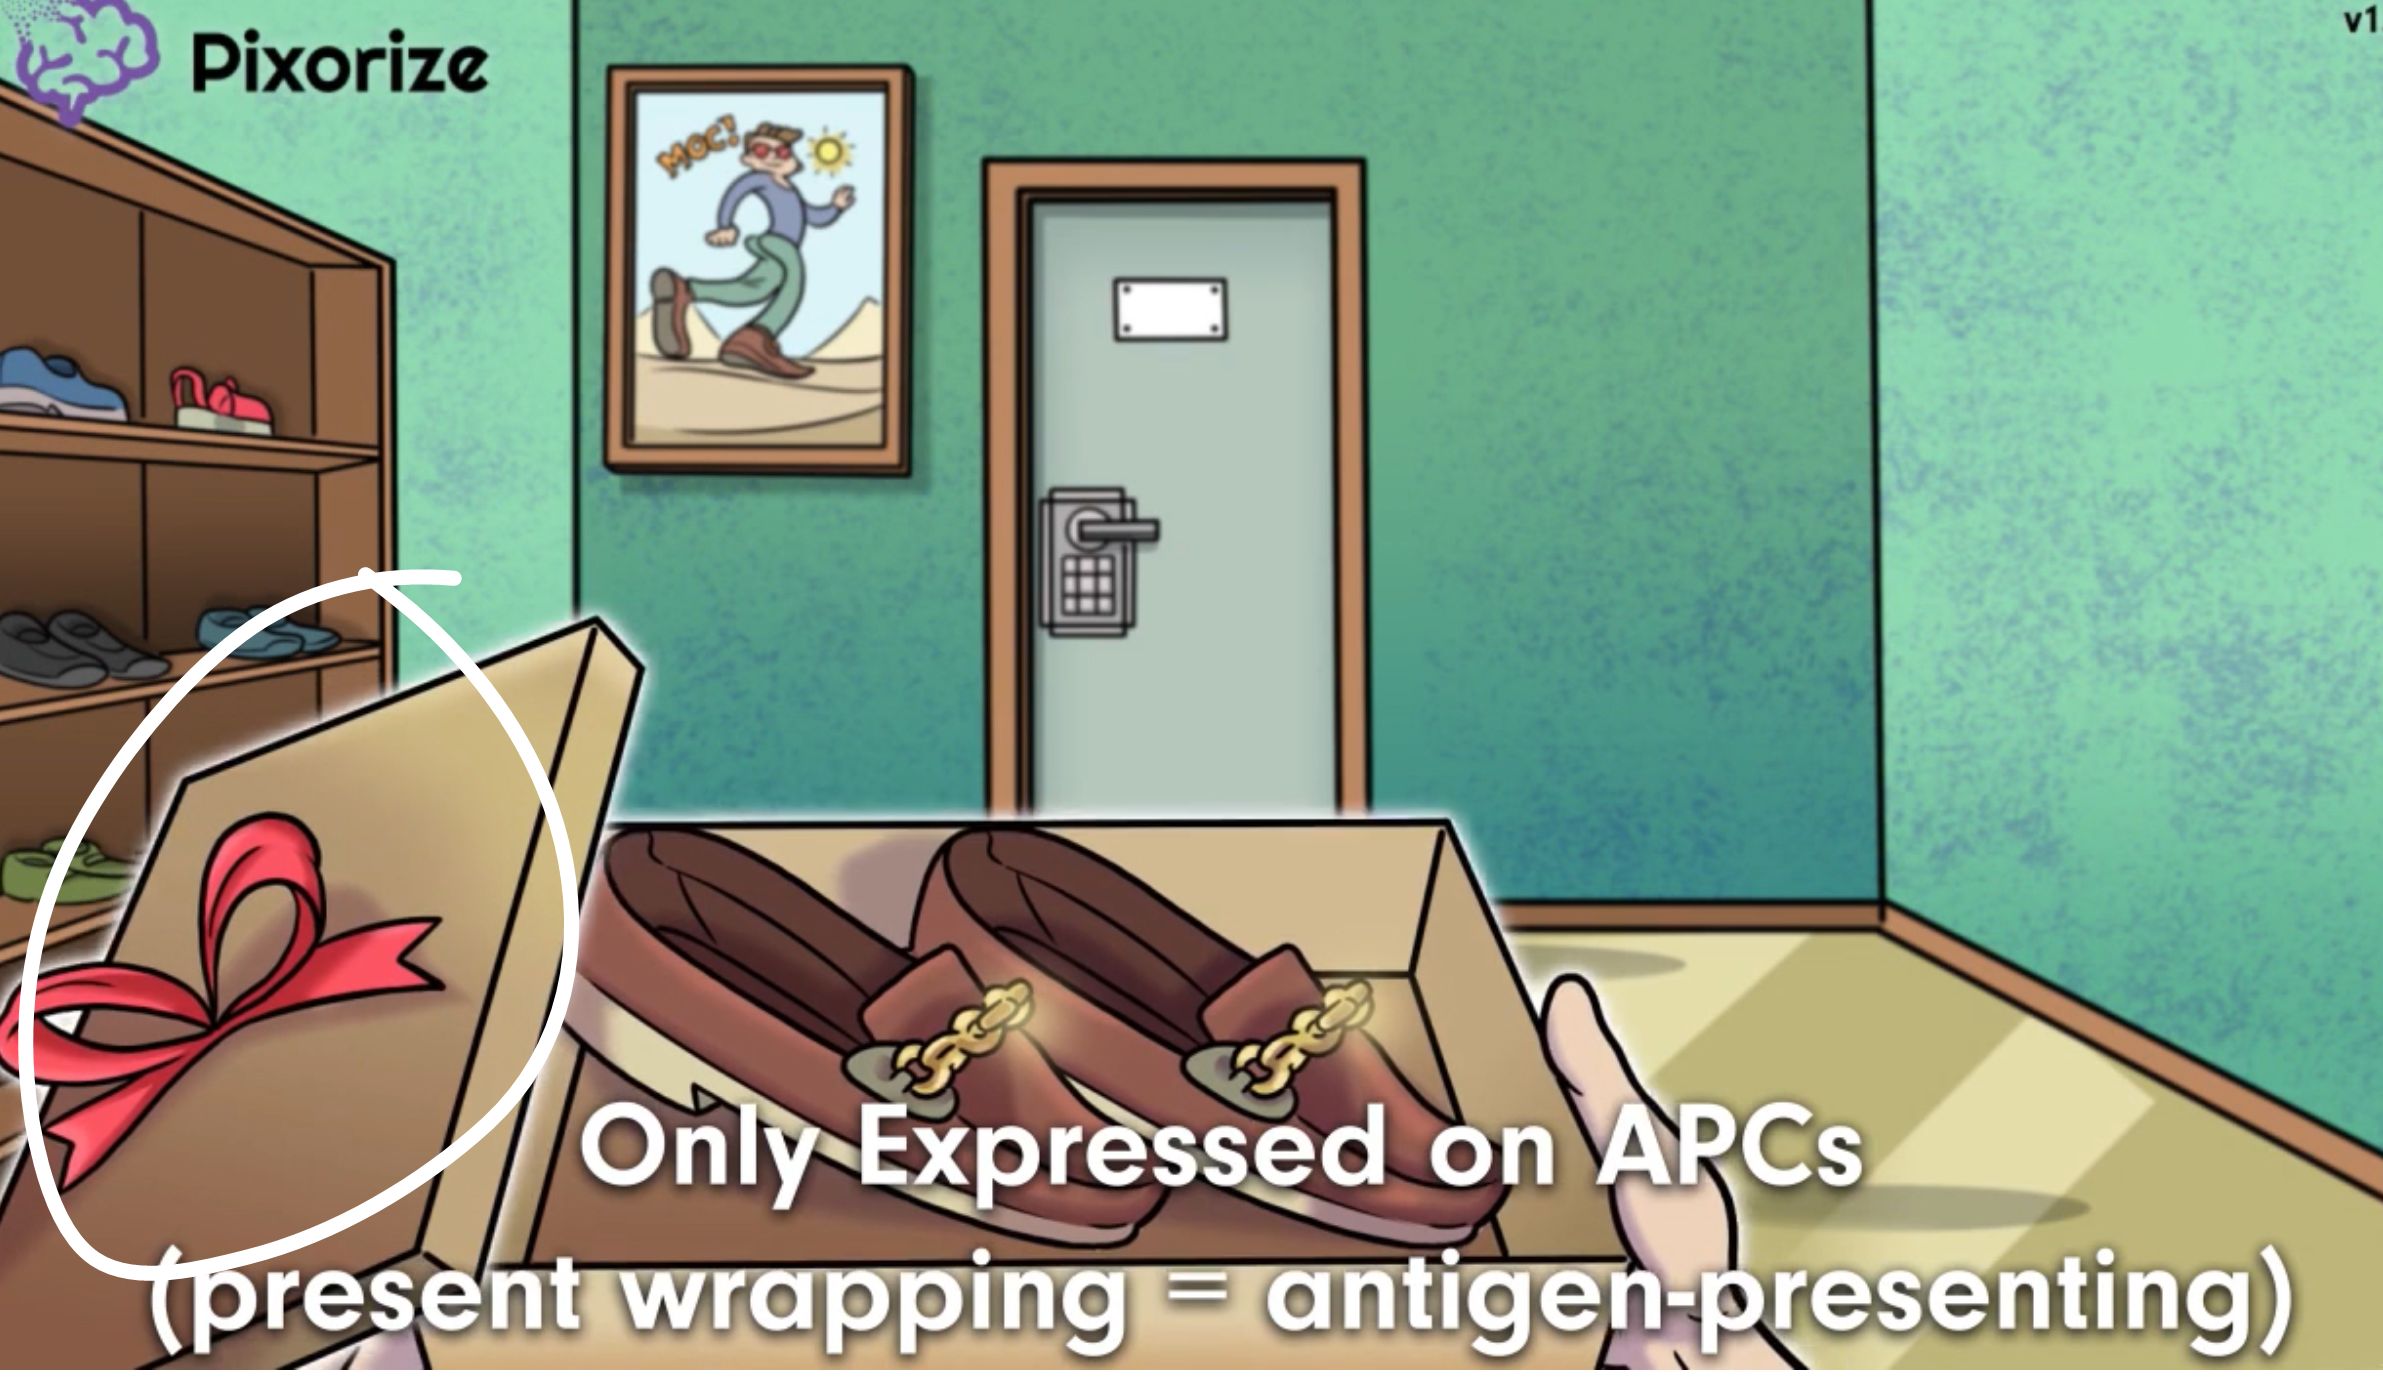 Pixorize
v1
MOC!
Only Expressed on APCs
(present wrapping = antigen-presenting)